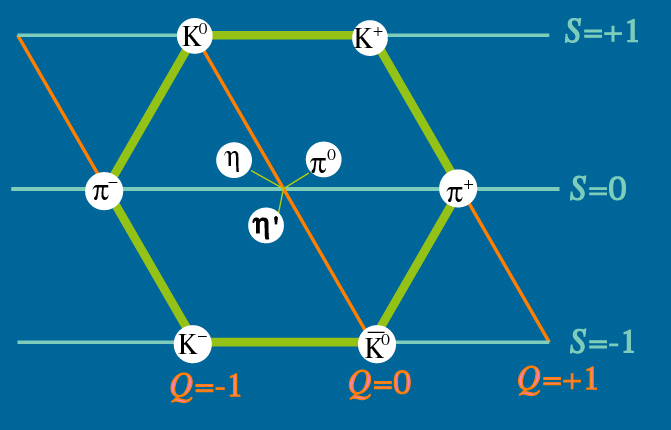 K⁰ K⁺ S=+1
η π⁰
π⁻ π⁺ S=0
η'
K⁻ K̅⁰ S=-1
Q=-1 Q=0 Q=+1